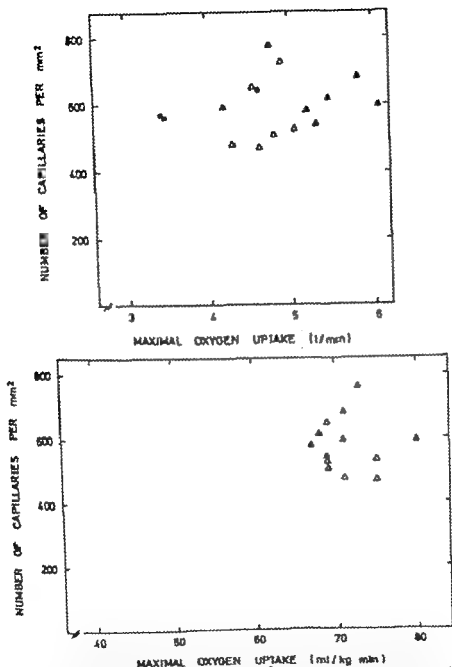 800
600
400
200
NUMBER OF CAPILLARIES PER mm²
3 4 5 6
MAXIMAL OXYGEN UPTAKE (l/min)
800
600
400
200
NUMBER OF CAPILLARIES PER mm²
40 50 60 70 80
MAXIMAL OXYGEN UPTAKE (ml/kg min)